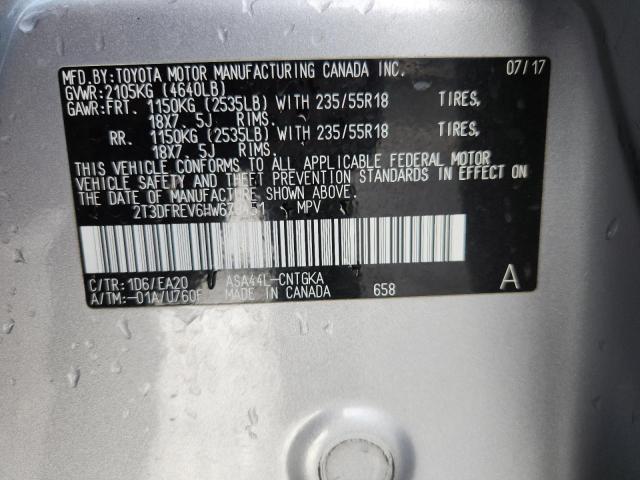 MFD.BY:TOYOTA MOTOR MANUFACTURING CANADA INC. 07/17
GVWR:2105KG (4640LB)
GAWR:FRT. 1150KG (2535LB) WITH 235/55R18 TIRES,
18X7. 5J RIMS.
RR. 1150KG (2535LB) WITH 235/55R18 TIRES,
18X7. 5J RIMS.
THIS VEHICLE CONFORMS TO ALL APPLICABLE FEDERAL MOTOR
VEHICLE SAFETY AND THEFT PREVENTION STANDARDS IN EFFECT ON
THE DATE OF MANUFACTURE SHOWN ABOVE.
MPV
C/TR: 1D6/EA20 ASA44L-CNTGKA
A/TM:-01A/U760F MADE IN CANADA 658 A